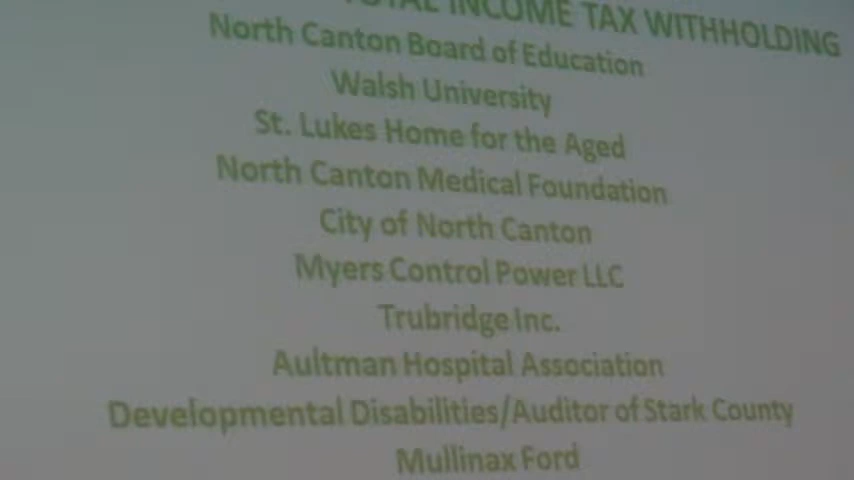 TOTAL INCOME TAX WITHHOLDING
North Canton Board of Education
Walsh University
St. Lukes Home for the Aged
North Canton Medical Foundation
City of North Canton
Myers Control Power LLC
Trubridge Inc.
Aultman Hospital Association
Developmental Disabilities/Auditor of Stark County
Mullinax Ford